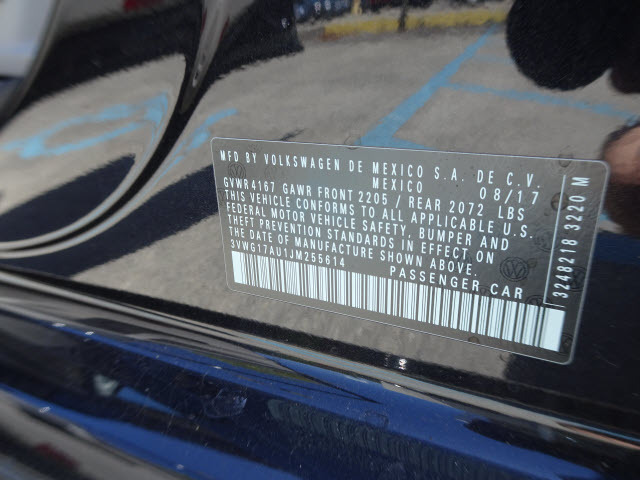 MFD BY VOLKSWAGEN DE MEXICO S.A. DE C.V.
MEXICO 08/17
GVWR4167 GAWR FRONT 2205 / REAR 2072 LBS
THIS VEHICLE CONFORMS TO ALL APPLICABLE U.S.
FEDERAL MOTOR VEHICLE SAFETY, BUMPER AND
THEFT PREVENTION STANDARDS IN EFFECT ON
THE DATE OF MANUFACTURE SHOWN ABOVE.
3VWG17AU1JM255614
PASSENGER CAR
3248218 3220 M